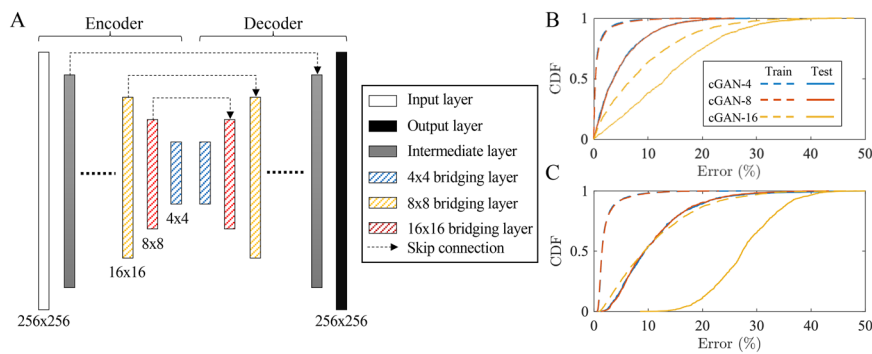 A
Encoder
Decoder
16x16
8x8
4x4
256x256
256x256
Input layer
Output layer
Intermediate layer
4x4 bridging layer
8x8 bridging layer
16x16 bridging layer
Skip connection
B
CDF
1
0.5
0
0
10
20
30
40
50
Error (%)
Train
Test
cGAN-4
cGAN-8
cGAN-16
C
CDF
1
0.5
0
0
10
20
30
40
50
Error (%)